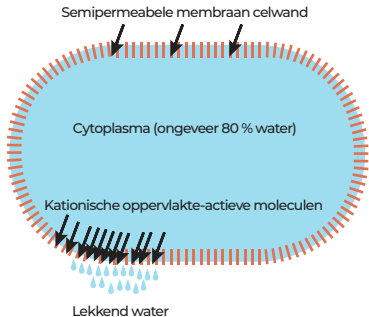 Semipermeabele membraan celwand
Cytoplasma (ongeveer 80 % water)
Kationische oppervlakte-actieve moleculen
Lekkend water